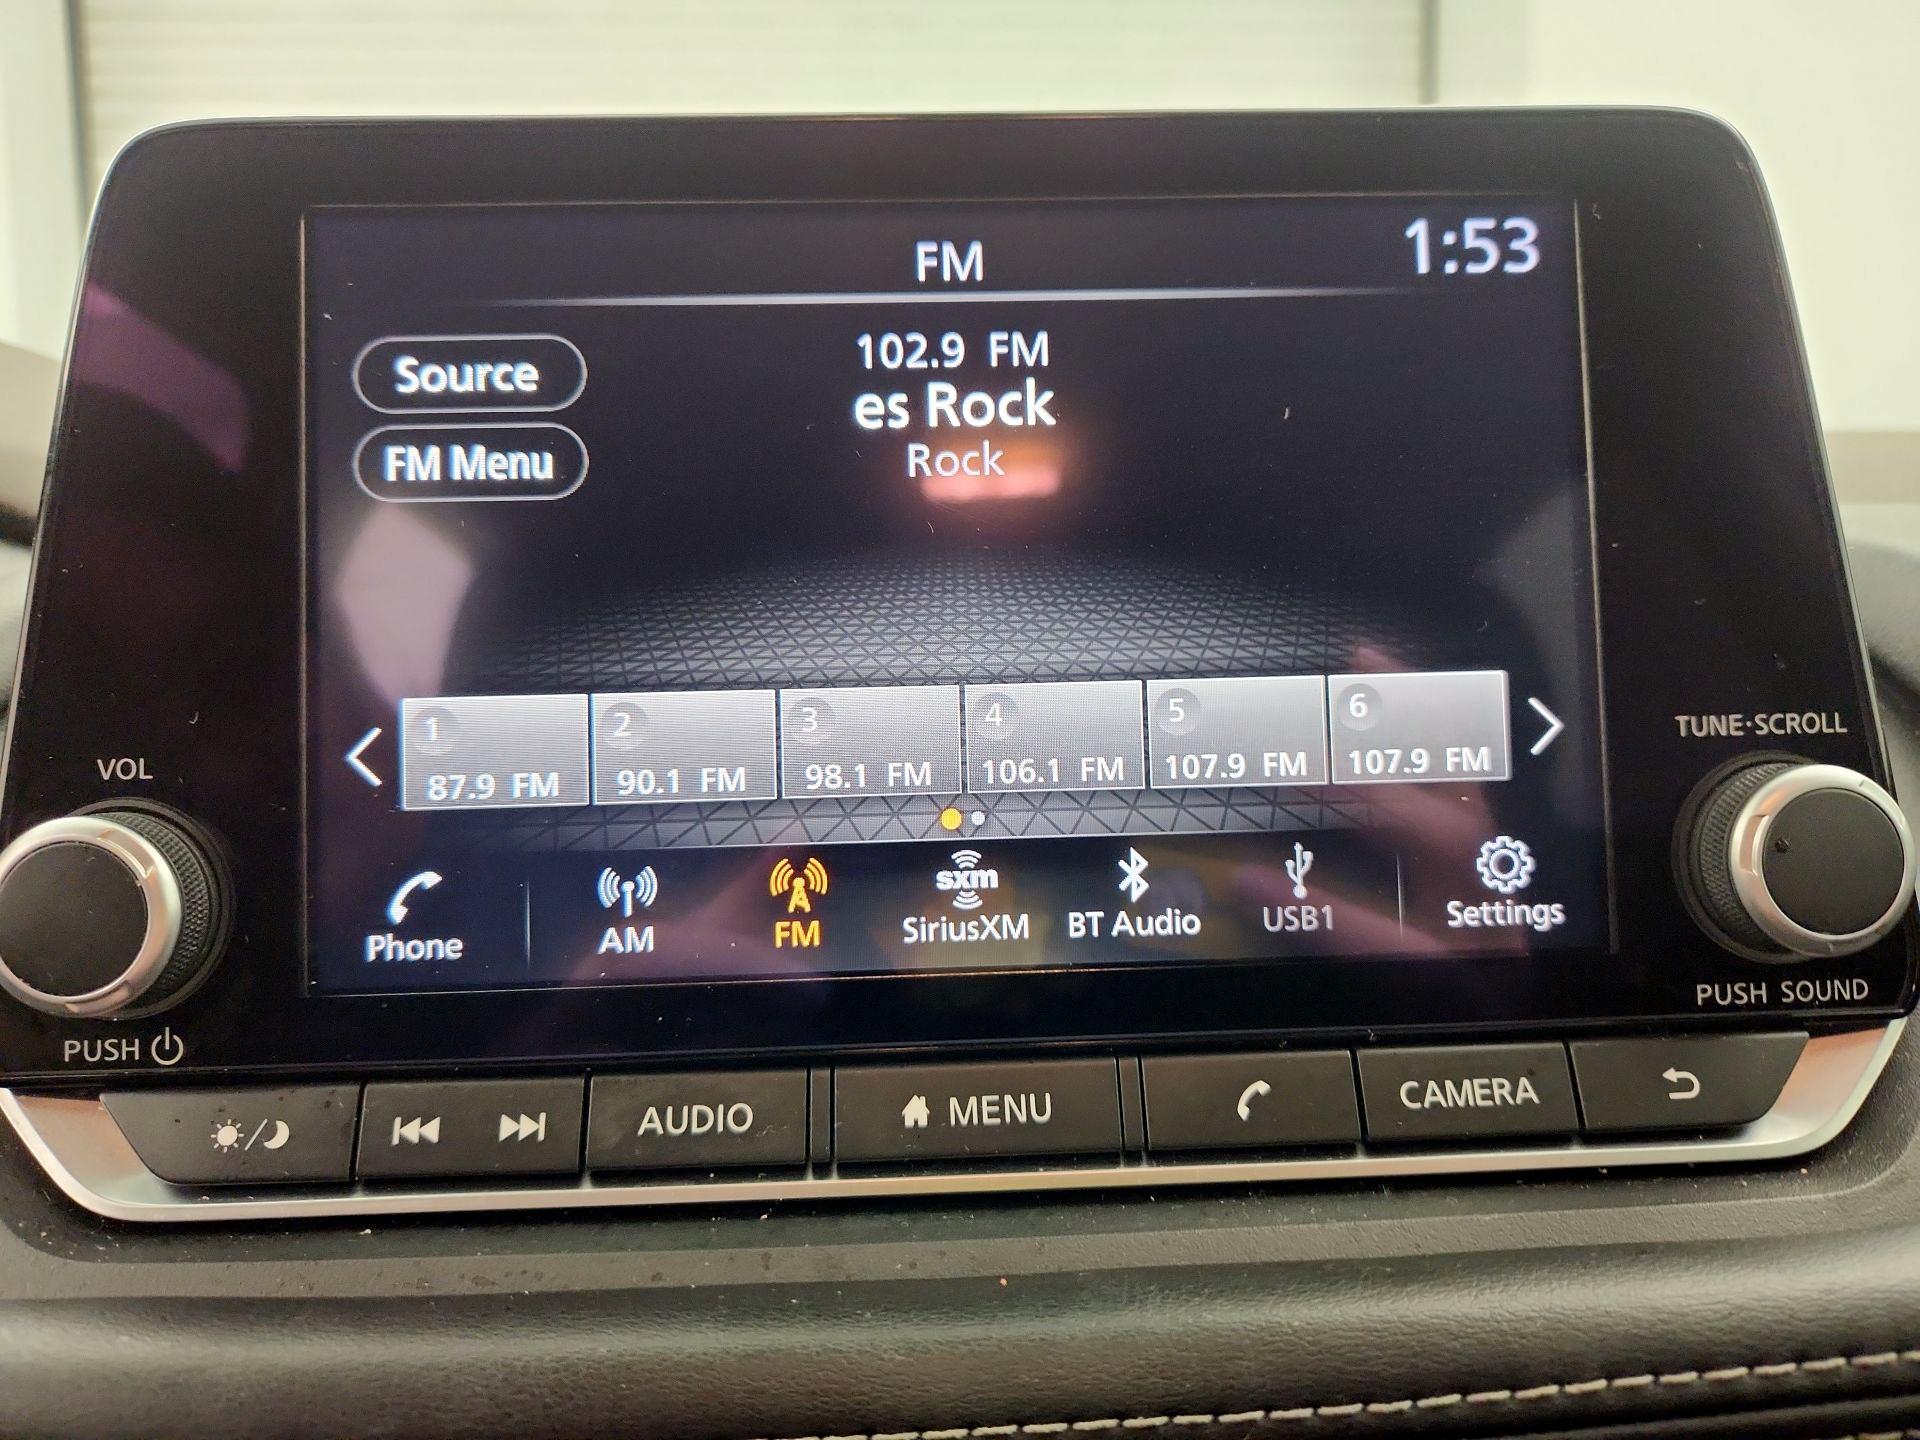 FM
1:53
Source
102.9 FM
es Rock
FM Menu
Rock
1
2
3
4
5
6
87.9 FM
90.1 FM
98.1 FM
106.1 FM
107.9 FM
107.9 FM
VOL
TUNE·SCROLL
Phone
AM
FM
sxm
SiriusXM
BT Audio
USB1
Settings
PUSH
PUSH SOUND
AUDIO
MENU
CAMERA